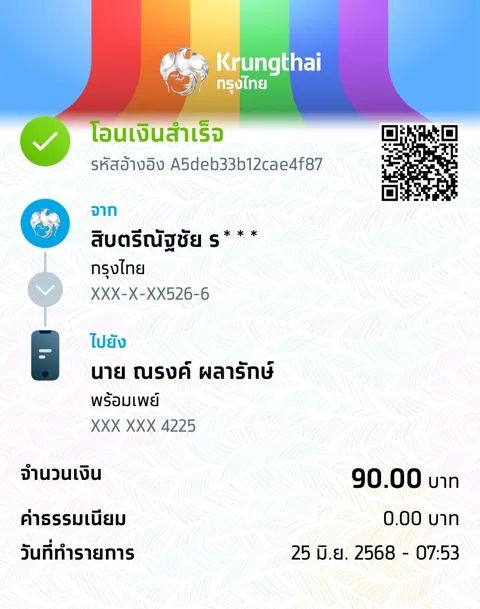 Krungthai
กรุงไทย
โอนเงินสำเร็จ
รหัสอ้างอิง A5deb33b12cae4f87
จาก
สิบตรีณัฐชัย ร***
กรุงไทย
XXX-X-XX526-6
ไปยัง
นาย ณรงค์ ผลารักษ์
พร้อมเพย์
XXX XXX 4225
จำนวนเงิน 90.00 บาท
ค่าธรรมเนียม 0.00 บาท
วันที่ทำรายการ 25 มิ.ย. 2568 - 07:53